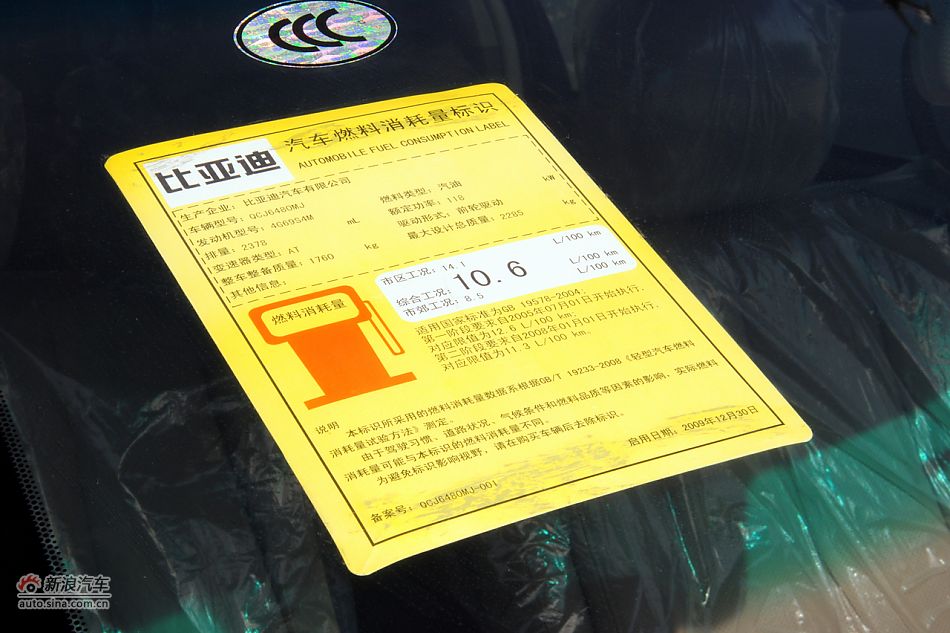 CCC
汽车燃料消耗量标识
AUTOMOBILE FUEL CONSUMPTION LABEL
比亚迪
生产企业: 比亚迪汽车有限公司
车辆型号: QCJ6480MJ
燃料类型: 汽油
发动机型号: 4G69S4M
额定功率: 118 kW
排量: 2378 mL
驱动形式: 前轮驱动
变速器类型: AT
最大设计总质量: 2285 kg
整车整备质量: 1760 kg
其他信息:
市区工况: 14.1 L/100 km
综合工况: 10.6 L/100 km
市郊工况: 8.5 L/100 km
燃料消耗量
适用国家标准为GB 19578-2004,
第一阶段要求自2005年07月01日开始执行,
对应限值为12.6 L/100 km;
第二阶段要求自2008年01月01日开始执行,
对应限值为11.3 L/100 km.
说明
本标识所采用的燃料消耗量数据系根据GB/T 19233-2008《轻型汽车燃料
消耗量试验方法》测定。
由于驾驶习惯、道路状况、气候条件和燃料品质等因素的影响,实际燃料
消耗量可能与本标识的燃料消耗量不同。
为避免标识影响视野,请在购买车辆后去除标识。
备案号: QCJ6480MJ-001
启用日期: 2009年12月30日
新浪汽车
auto.sina.com.cn